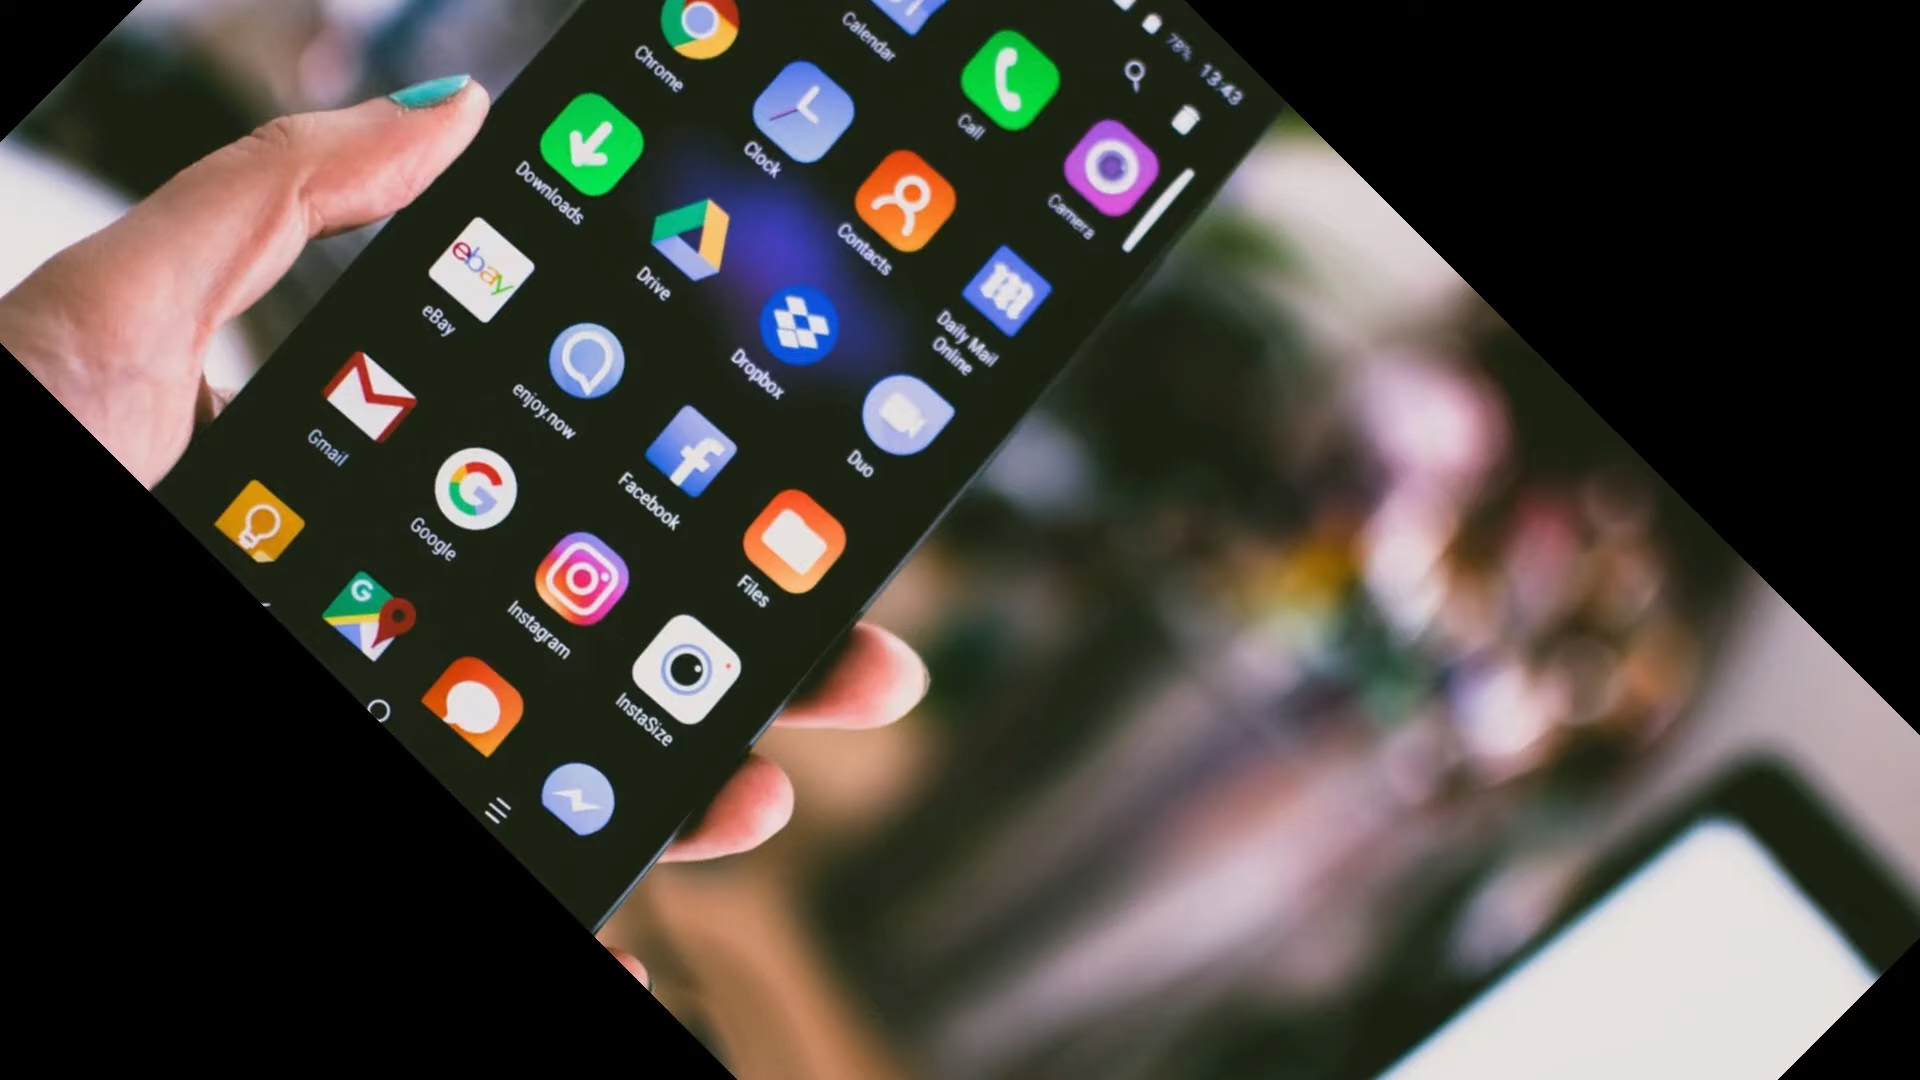 78% 13:43
Chrome
Calendar
Call
Camera
Downloads
Clock
Contacts
Daily Mail
Online
ebay
eBay
Drive
Dropbox
Duo
Gmail
enjoy.now
Facebook
Files
G
Google
Instagram
InstaSize